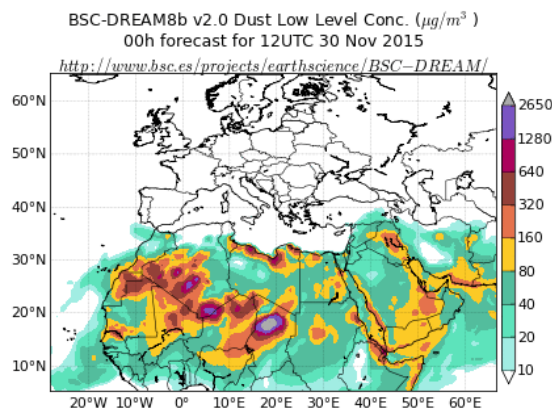 BSC-DREAM8b v2.0 Dust Low Level Conc. (μg/m³ )
00h forecast for 12UTC 30 Nov 2015
http://www.bsc.es/projects/earthscience/BSC−DREAM/
60°N
50°N
40°N
30°N
20°N
10°N
20°W 10°W 0° 10°E 20°E 30°E 40°E 50°E 60°E
2650
1280
640
320
160
80
40
20
10